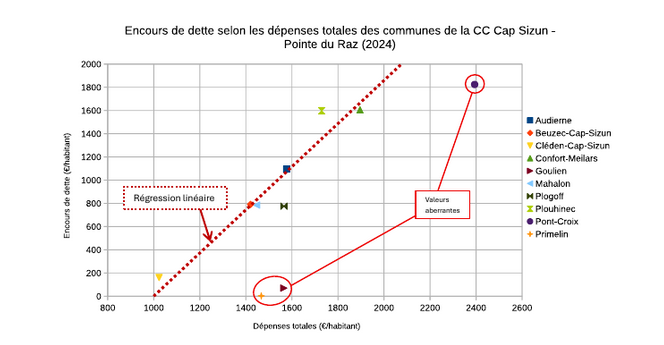 Encours de dette selon les dépenses totales des communes de la CC Cap Sizun -
Pointe du Raz (2024)
2000
1800
1600
1400
1200
1000
800
600
400
200
0
Encours de dette (€/habitant)
Régression linéaire
Valeurs
aberrantes
800
1000
1200
1400
1600
1800
2000
2200
2400
2600
Dépenses totales (€/habitant)
Audierne
Beuzec-Cap-Sizun
Cléden-Cap-Sizun
Confort-Meilars
Goulien
Mahalon
Plogoff
Plouhinec
Pont-Croix
Primelin